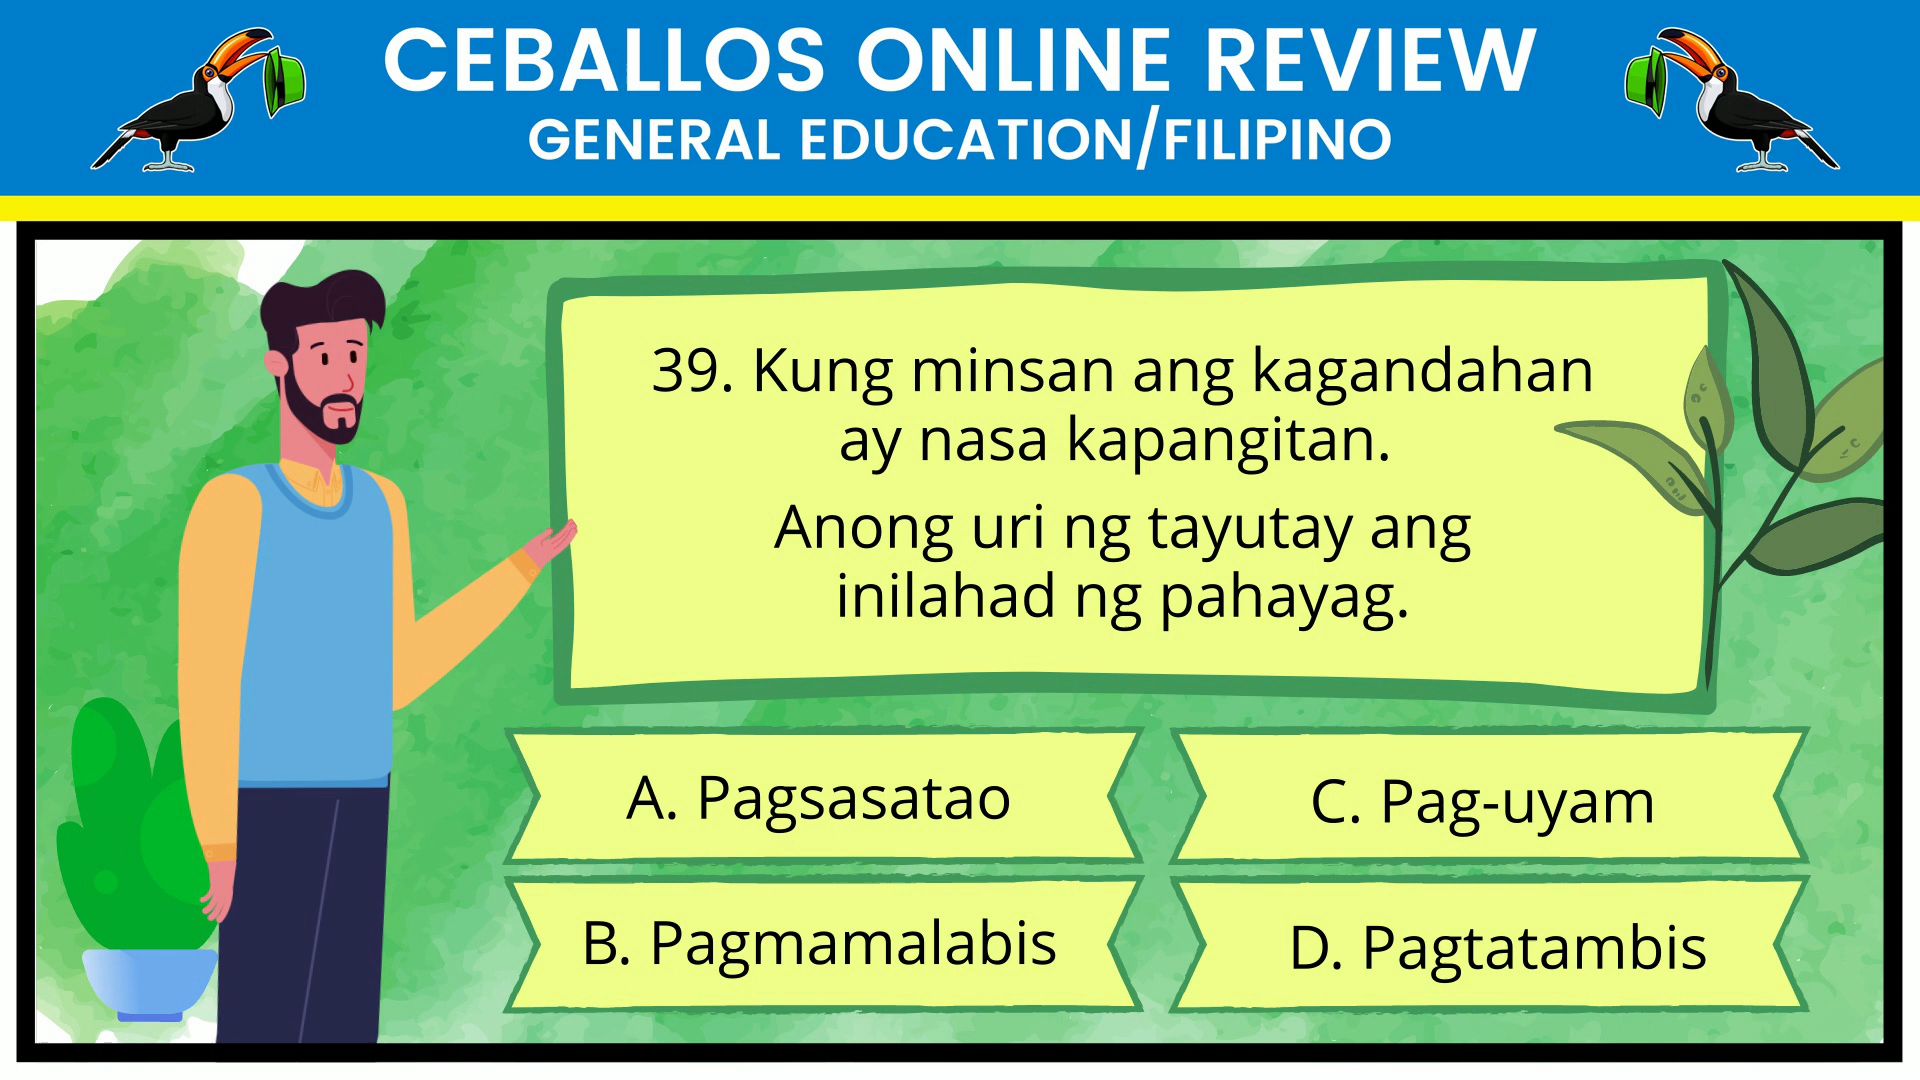 CEBALLOS ONLINE REVIEW
GENERAL EDUCATION/FILIPINO
39. Kung minsan ang kagandahan
ay nasa kapangitan.
Anong uri ng tayutay ang
inilahad ng pahayag.
A. Pagsasatao
C. Pag-uyam
B. Pagmamalabis
D. Pagtatambis